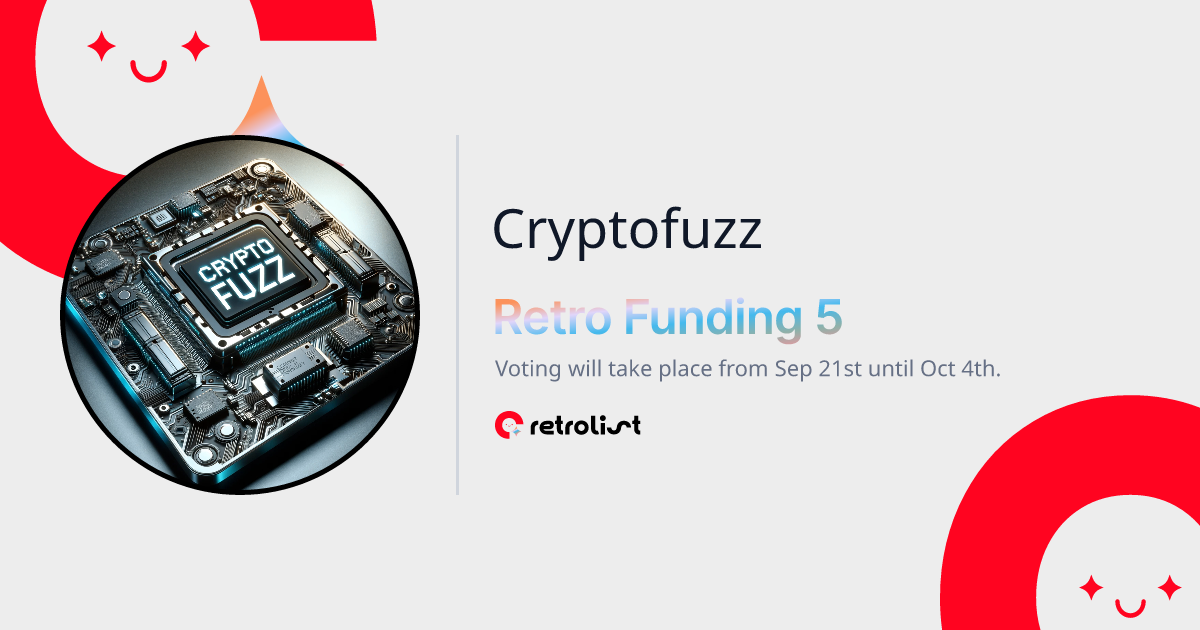 CRYPTO
FUZZ
Cryptofuzz
Retro Funding 5
Voting will take place from Sep 21st until Oct 4th.
retrolist